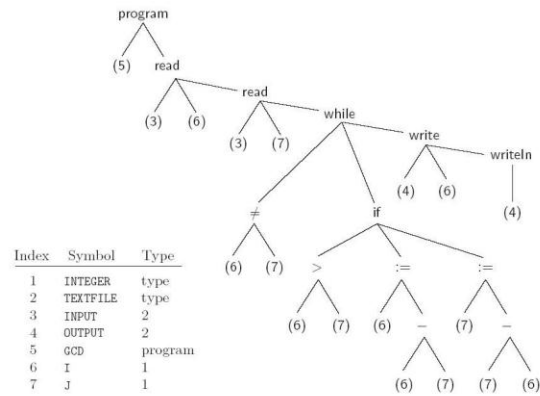 program
(5) read
read
while
(3) (6)
write
(3) (7)
writeln
(4) (6)
≠ if (4)
(6) (7) > := :=
(6) (7) (6) − (7) −
(6) (7) (7) (6)
Index Symbol Type
1 INTEGER type
2 TEXTFILE type
3 INPUT 2
4 OUTPUT 2
5 GCD program
6 I 1
7 J 1